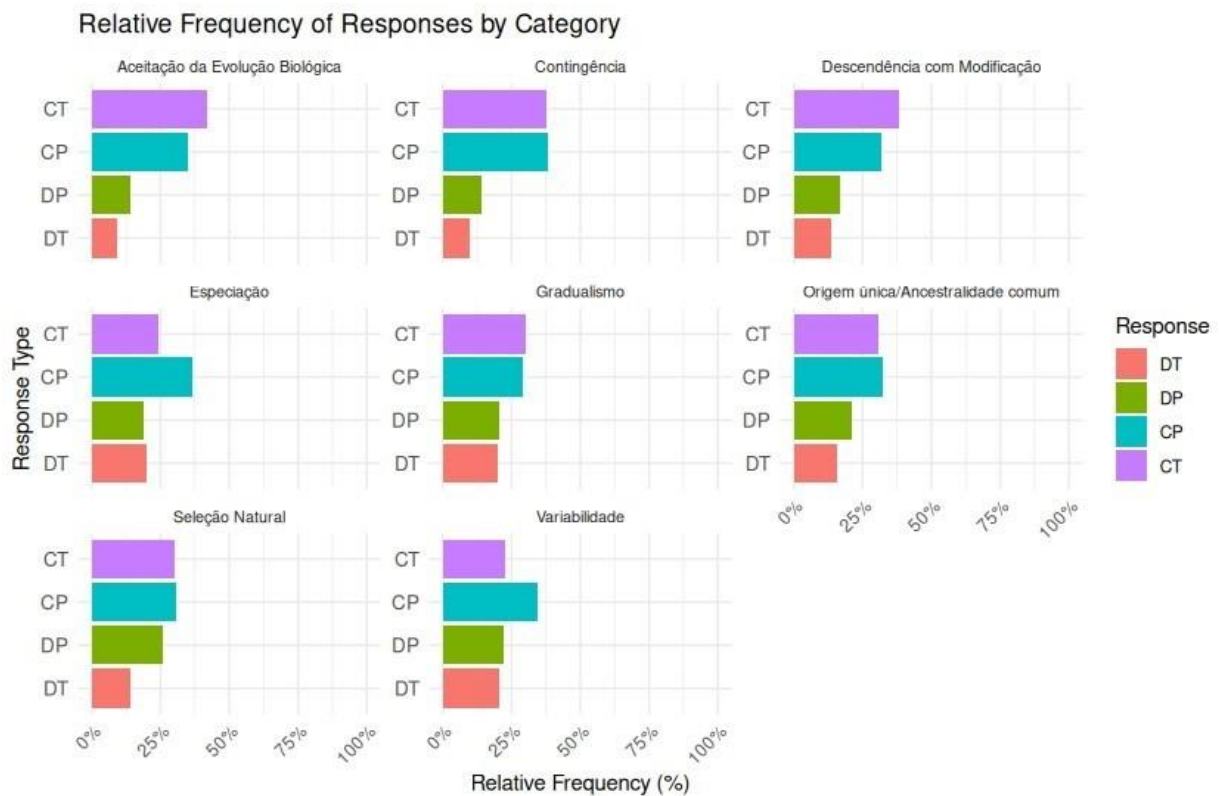 Relative Frequency of Responses by Category
Aceitação da Evolução Biológica
Contingência
Descendência com Modificação
CT
CP
DP
DT
CT
CP
DP
DT
CT
CP
DP
DT
Especiação
Gradualismo
Origem única/Ancestralidade comum
CT
CP
DP
DT
CT
CP
DP
DT
CT
CP
DP
DT
0%
25%
50%
75%
100%
Seleção Natural
Variabilidade
CT
CP
DP
DT
CT
CP
DP
DT
0%
25%
50%
75%
100%
0%
25%
50%
75%
100%
Response Type
Relative Frequency (%)
Response
DT
DP
CP
CT